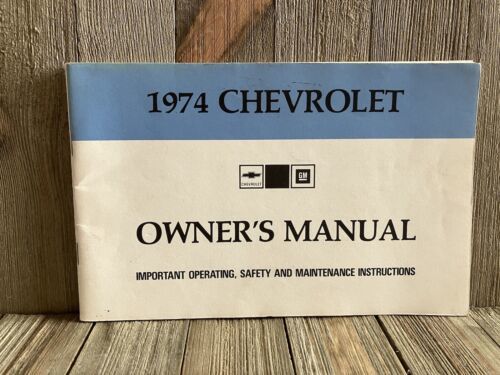 1974 CHEVROLET
CHEVROLET GM
OWNER'S MANUAL
IMPORTANT OPERATING, SAFETY AND MAINTENANCE INSTRUCTIONS